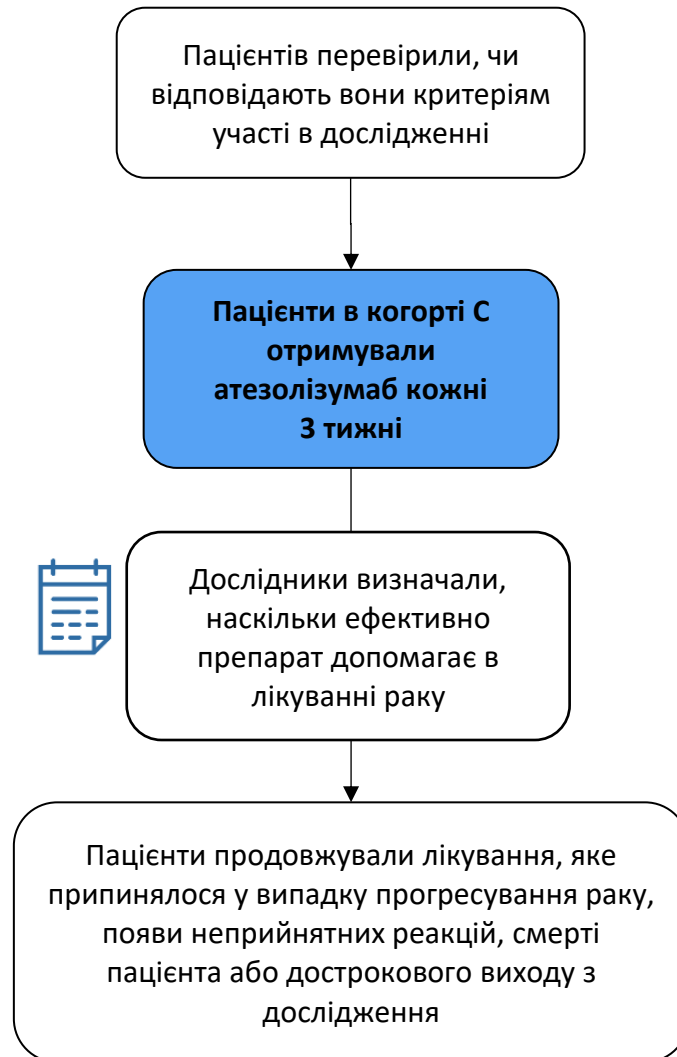 Пацієнтів перевірили, чи
відповідають вони критеріям
участі в дослідженні
Пацієнти в когорті C
отримували
атезолізумаб кожні
3 тижні
Дослідники визначали,
наскільки ефективно
препарат допомагає в
лікуванні раку
Пацієнти продовжували лікування, яке
припинялося у випадку прогресування раку,
появи неприйнятних реакцій, смерті
пацієнта або дострокового виходу з
дослідження